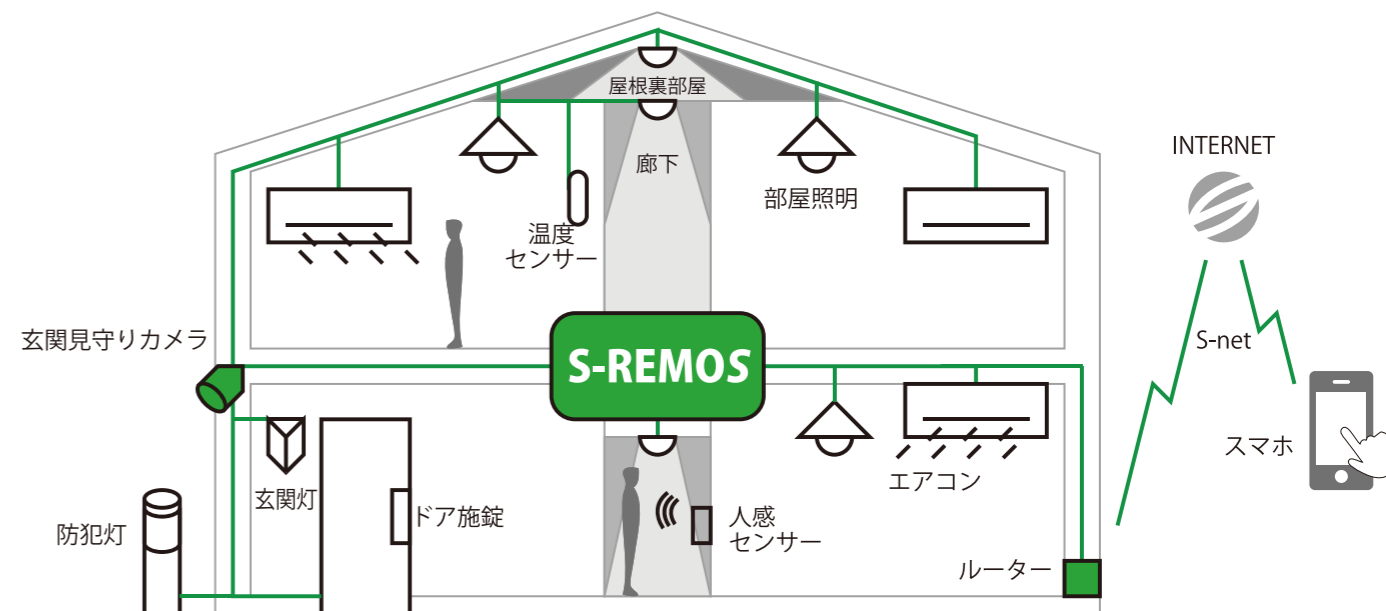 屋根裏部屋
廊下
INTERNET
部屋照明
温度
センサー
玄関見守りカメラ
S-REMOS
S-net
スマホ
エアコン
玄関灯
ドア施錠
人感
センサー
防犯灯
ルーター